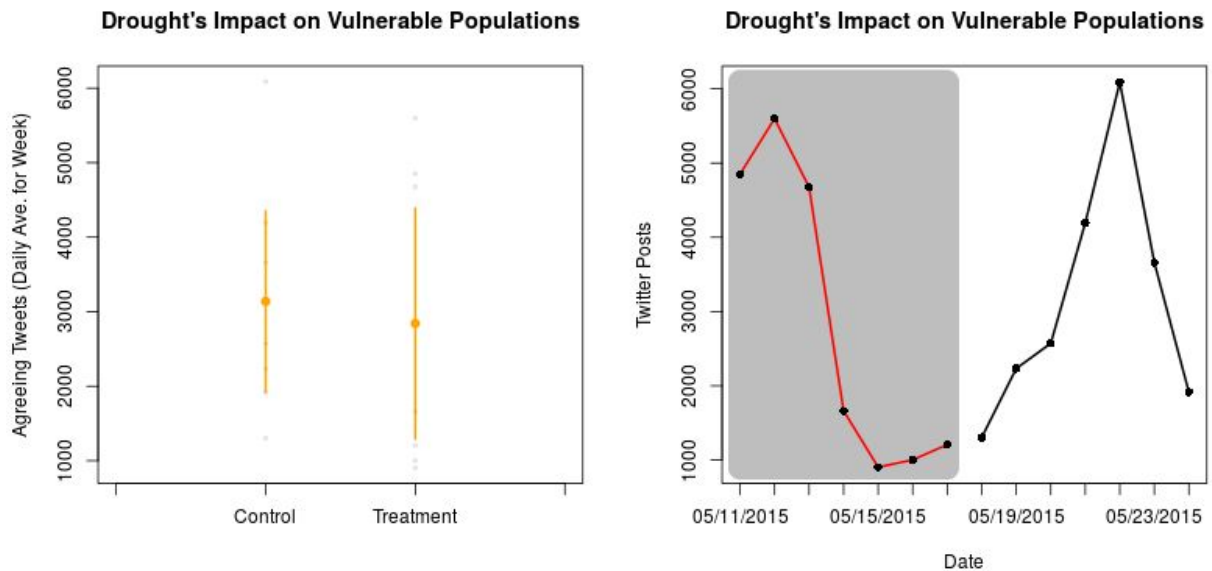 Drought's Impact on Vulnerable Populations
Agreeing Tweets (Daily Ave. for Week)
6000
5000
4000
3000
2000
1000
Control Treatment
Drought's Impact on Vulnerable Populations
Twitter Posts
6000
5000
4000
3000
2000
1000
05/11/2015 05/15/2015 05/19/2015 05/23/2015
Date